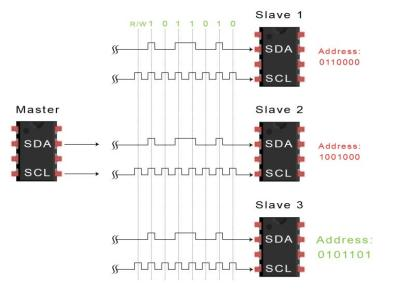 Slave 1
R/W 1 0 1 1 0 1 0
SDA
SCL
Address:
0110000
Master
SDA
SCL
Slave 2
SDA
SCL
Address:
1001000
Slave 3
SDA
SCL
Address:
0101101